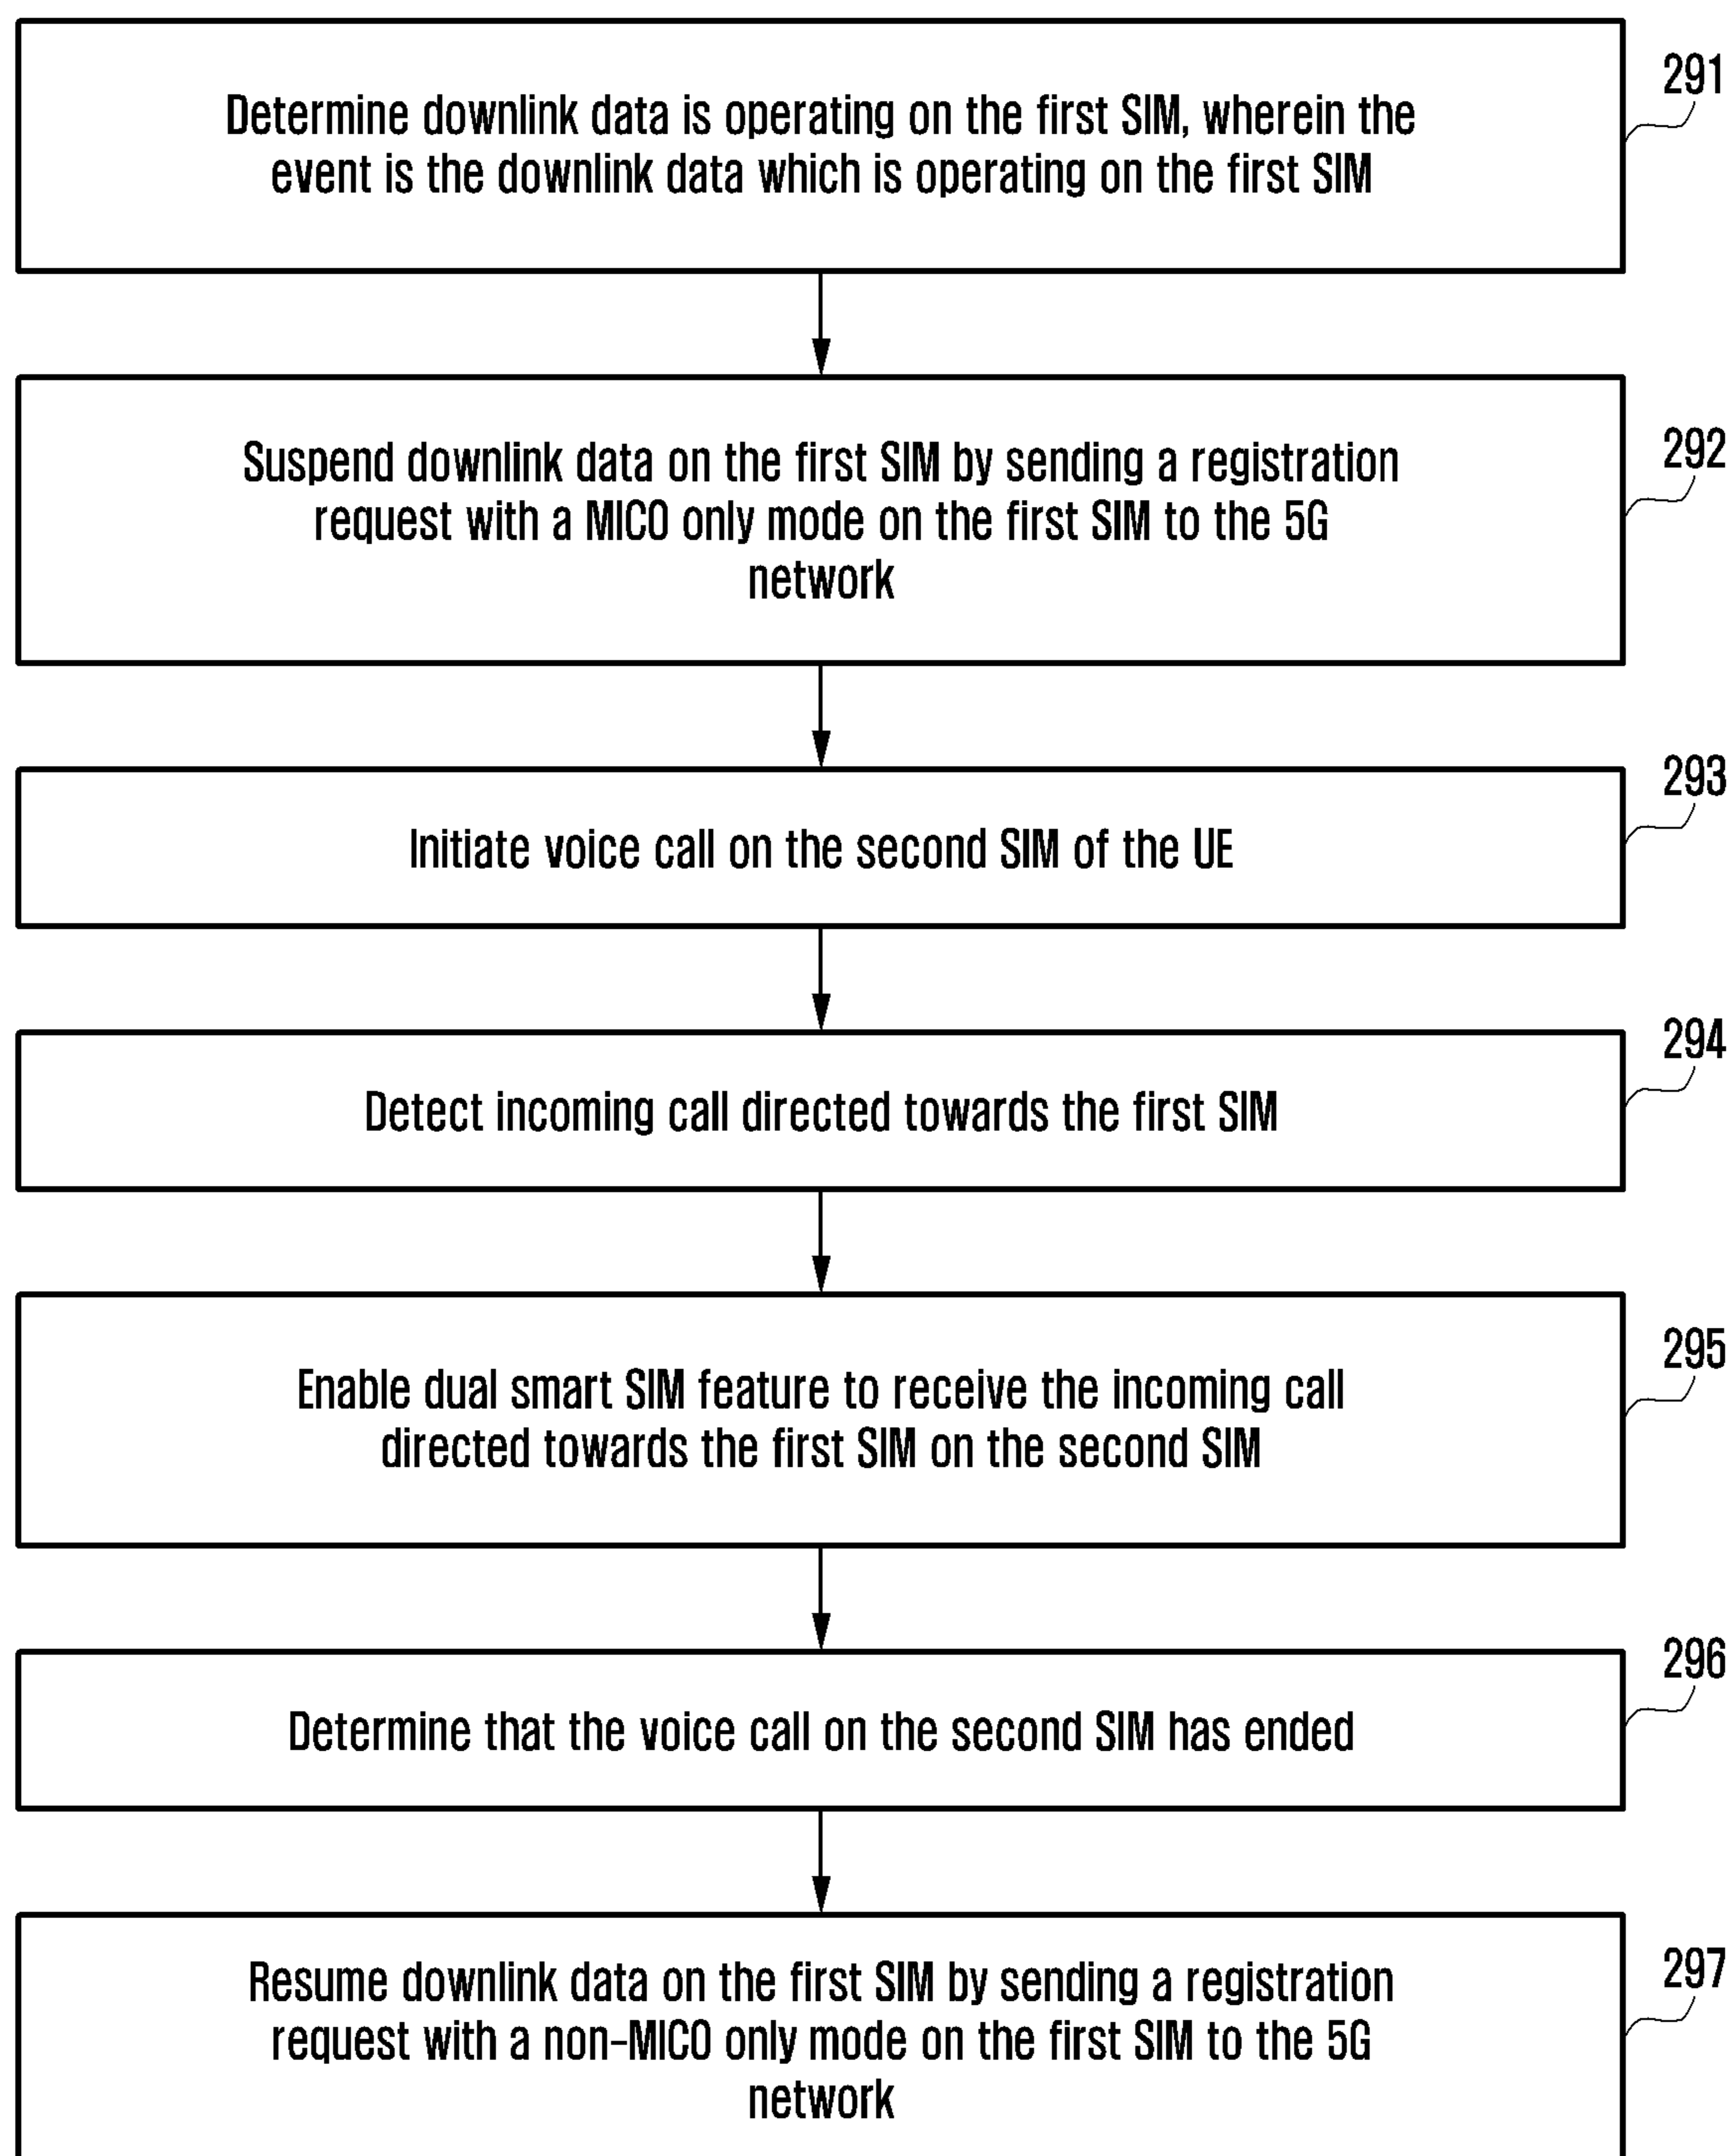 Determine downlink data is operating on the first SIM, wherein the
event is the downlink data which is operating on the first SIM
291
Suspend downlink data on the first SIM by sending a registration
request with a MICO only mode on the first SIM to the 5G
network
292
Initiate voice call on the second SIM of the UE
293
Detect incoming call directed towards the first SIM
294
Enable dual smart SIM feature to receive the incoming call
directed towards the first SIM on the second SIM
295
Determine that the voice call on the second SIM has ended
296
Resume downlink data on the first SIM by sending a registration
request with a non-MICO only mode on the first SIM to the 5G
network
297